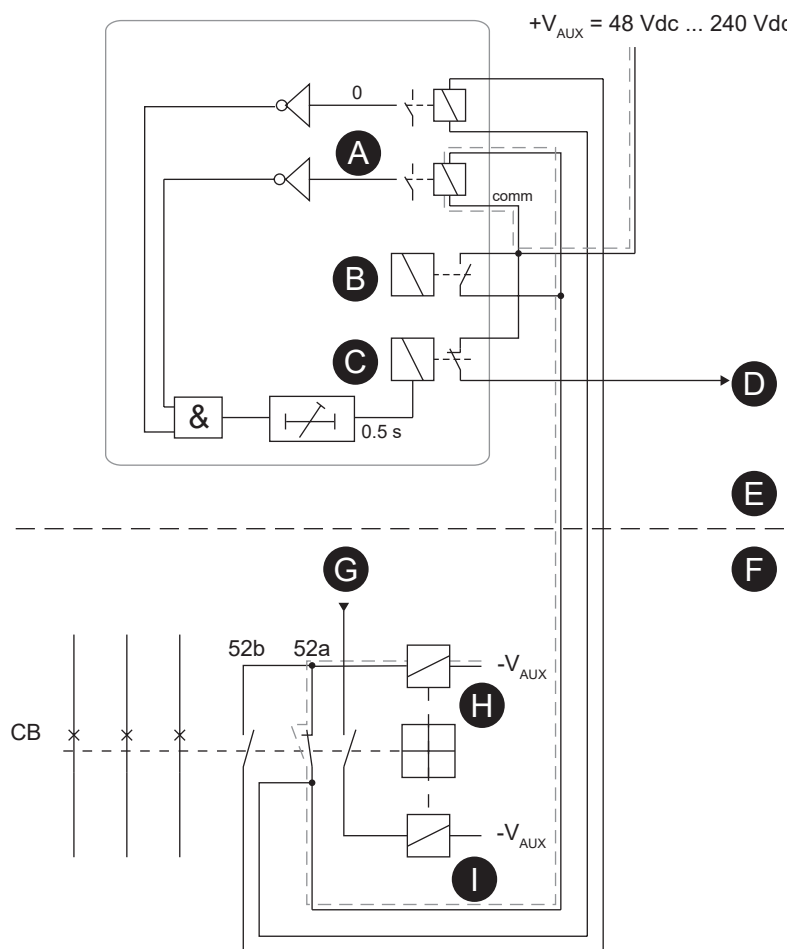 +VAUX = 48 Vdc ... 240 Vdc
0
A
comm
B
C
D
&
0.5 s
E
G
F
52b 52a
-VAUX
H
CB
-VAUX
I